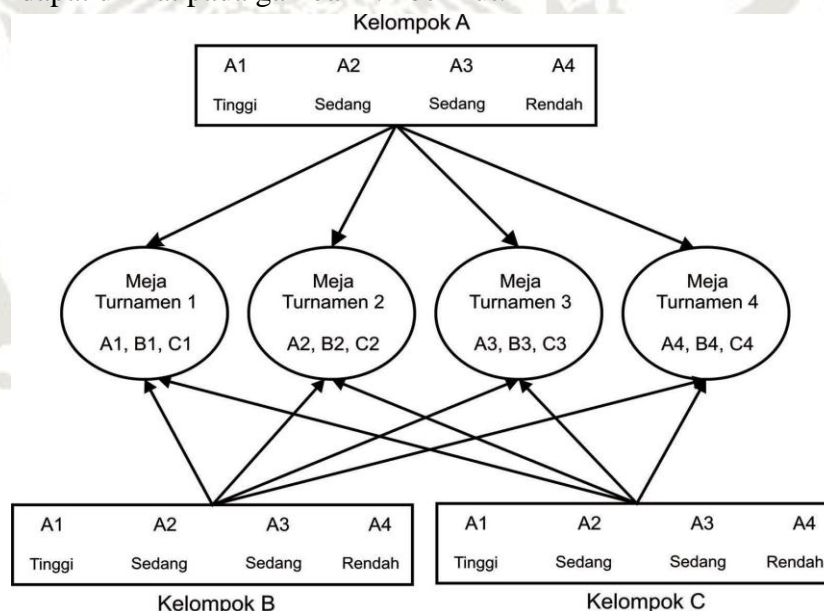 Kelompok A
A1 A2 A3 A4
Tinggi Sedang Sedang Rendah
Meja Turnamen 1
A1, B1, C1
Meja Turnamen 2
A2, B2, C2
Meja Turnamen 3
A3, B3, C3
Meja Turnamen 4
A4, B4, C4
A1 A2 A3 A4
Tinggi Sedang Sedang Rendah
Kelompok B
A1 A2 A3 A4
Tinggi Sedang Sedang Rendah
Kelompok C